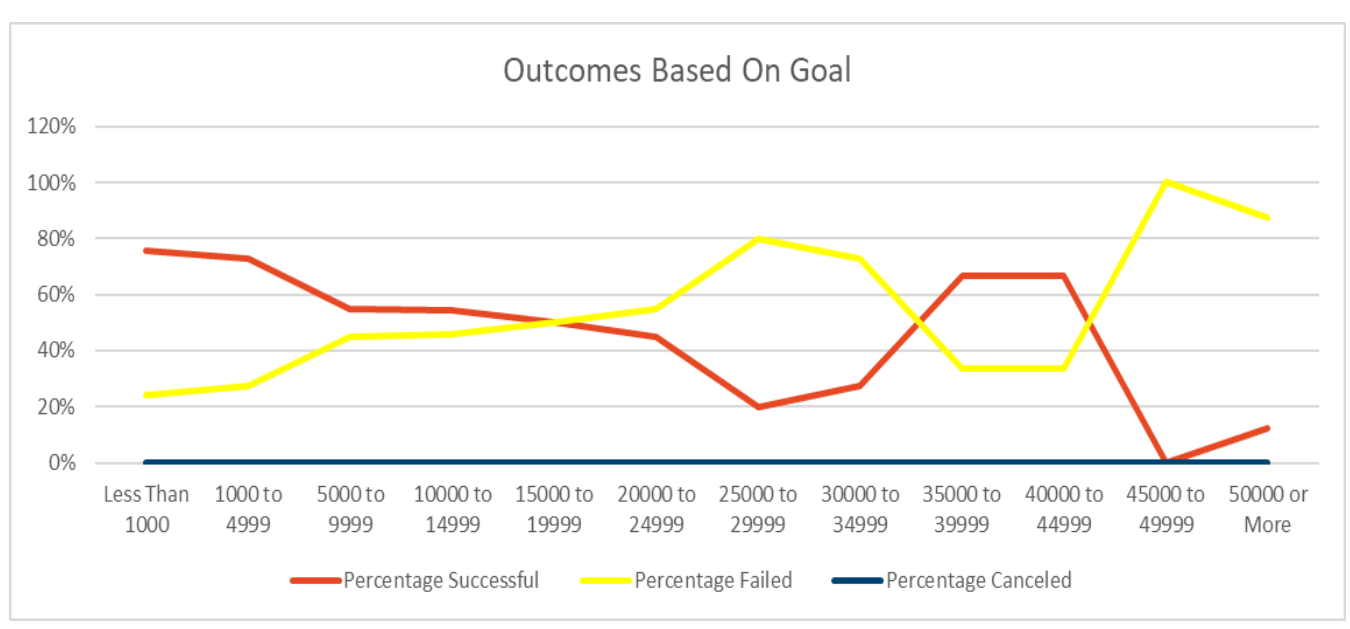 Outcomes Based On Goal
120%
100%
80%
60%
40%
20%
0%
Less Than 1000 to 5000 to 10000 to 15000 to 20000 to 25000 to 30000 to 35000 to 40000 to 45000 to 50000 or
1000 4999 9999 14999 19999 24999 29999 34999 39999 44999 49999 More
Percentage Successful Percentage Failed Percentage Canceled